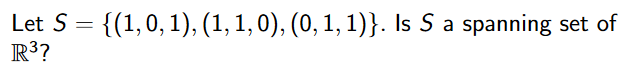 Let S = {(1, 0, 1), (1, 1, 0), (0, 1, 1)}. Is S a spanning set of
ℝ³?